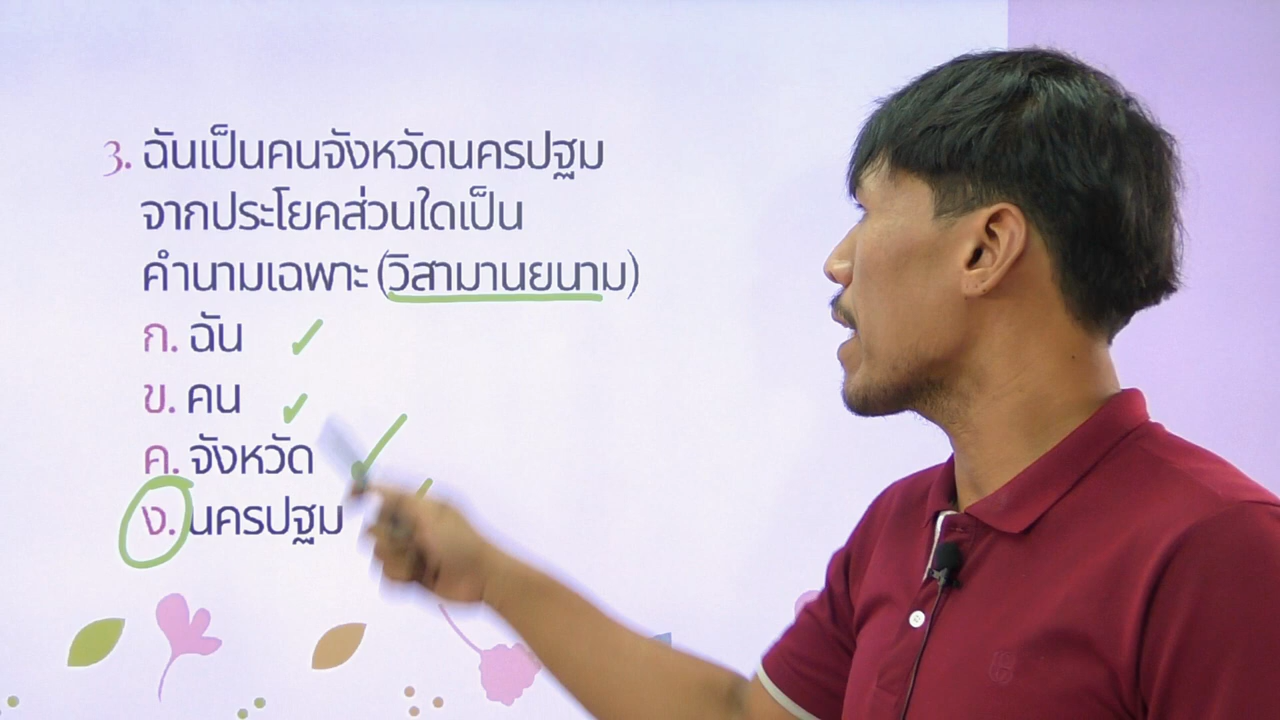 3. ฉันเป็นคนจังหวัดนครปฐม
จากประโยคส่วนใดเป็น
คำนามเฉพาะ (วิสามานยนาม)
ก. ฉัน
ข. คน
ค. จังหวัด
ง. นครปฐม